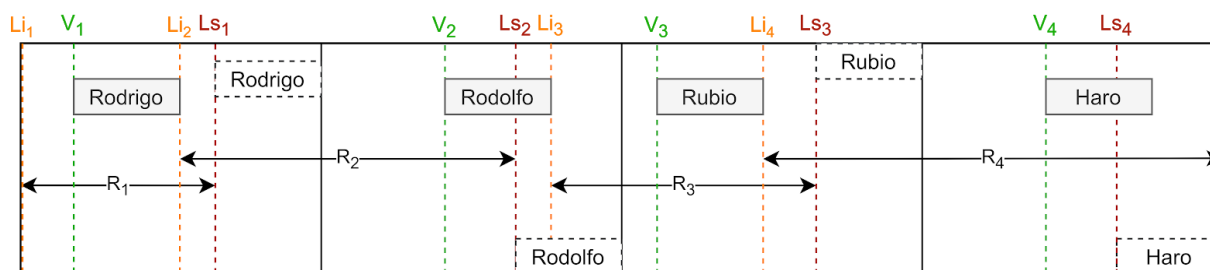 Li1 V1 Li2 Ls1 V2 Ls2 Li3 V3 Li4 Ls3 V4 Ls4
Rubio
Rodrigo
Rodrigo Rodolfo Rubio Haro
R2 R4
R1 R3
Rodolfo Haro